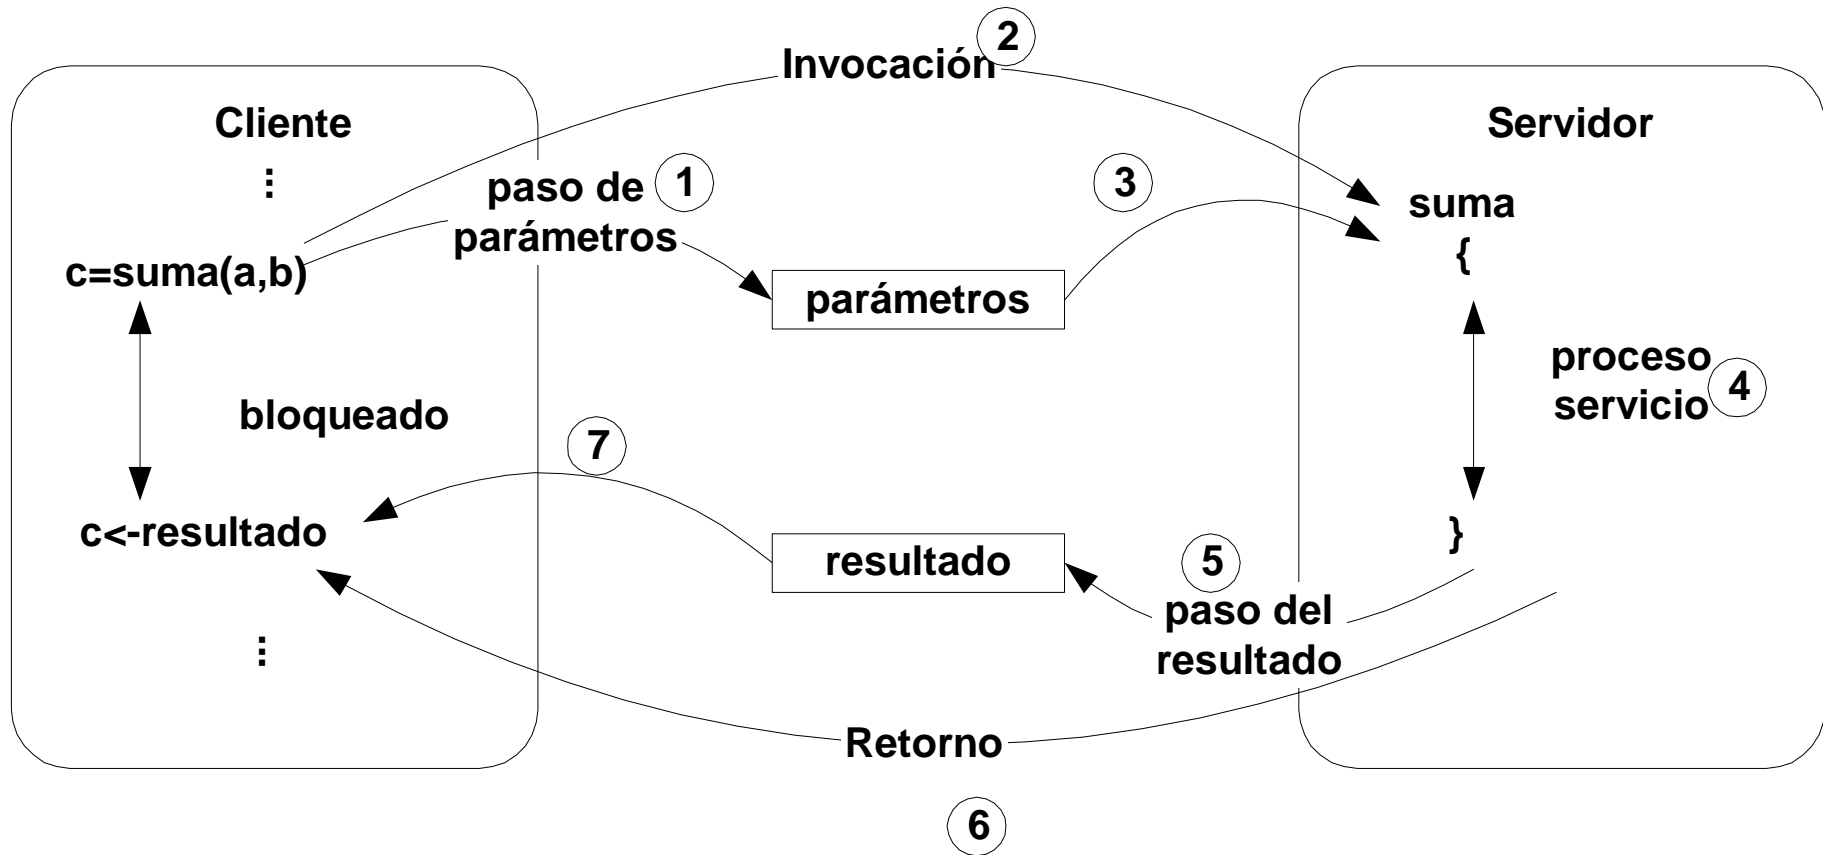 2
Invocación
Cliente
Servidor
⋮
paso de 1
parámetros
3
suma
{
c=suma(a,b)
parámetros
proceso
servicio 4
bloqueado
7
c<-resultado
}
resultado
5
paso del
resultado
⋮
Retorno
6